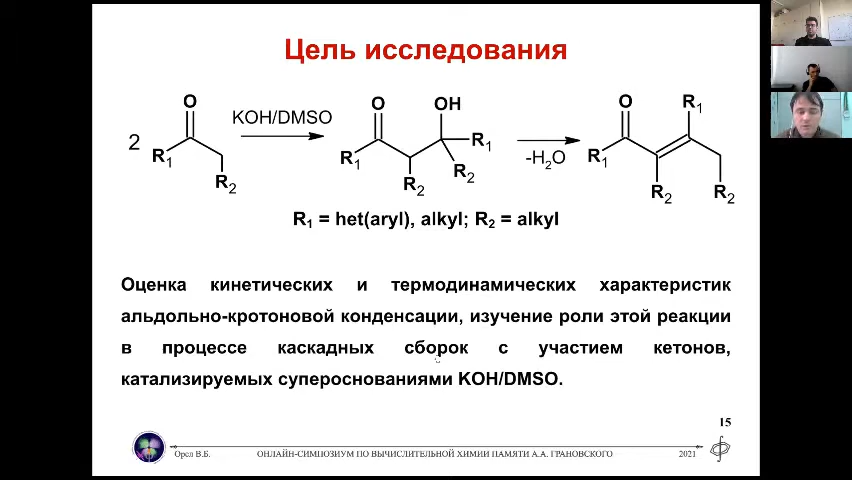 Цель исследования
2 R1 O R2 KOH/DMSO R1 O R2 OH R1 R2 -H2O R1 O R2 R1 R2
R1 = het(aryl), alkyl; R2 = alkyl
Оценка кинетических и термодинамических характеристик
альдольно-кротоновой конденсации, изучение роли этой реакции
в процессе каскадных сборок с участием кетонов,
катализируемых супероснованиями KOH/DMSO.
15
Орел В.Б. ОНЛАЙН-СИМПОЗИУМ ПО ВЫЧИСЛИТЕЛЬНОЙ ХИМИИ ПАМЯТИ А.А. ГРАНОВСКОГО 2021